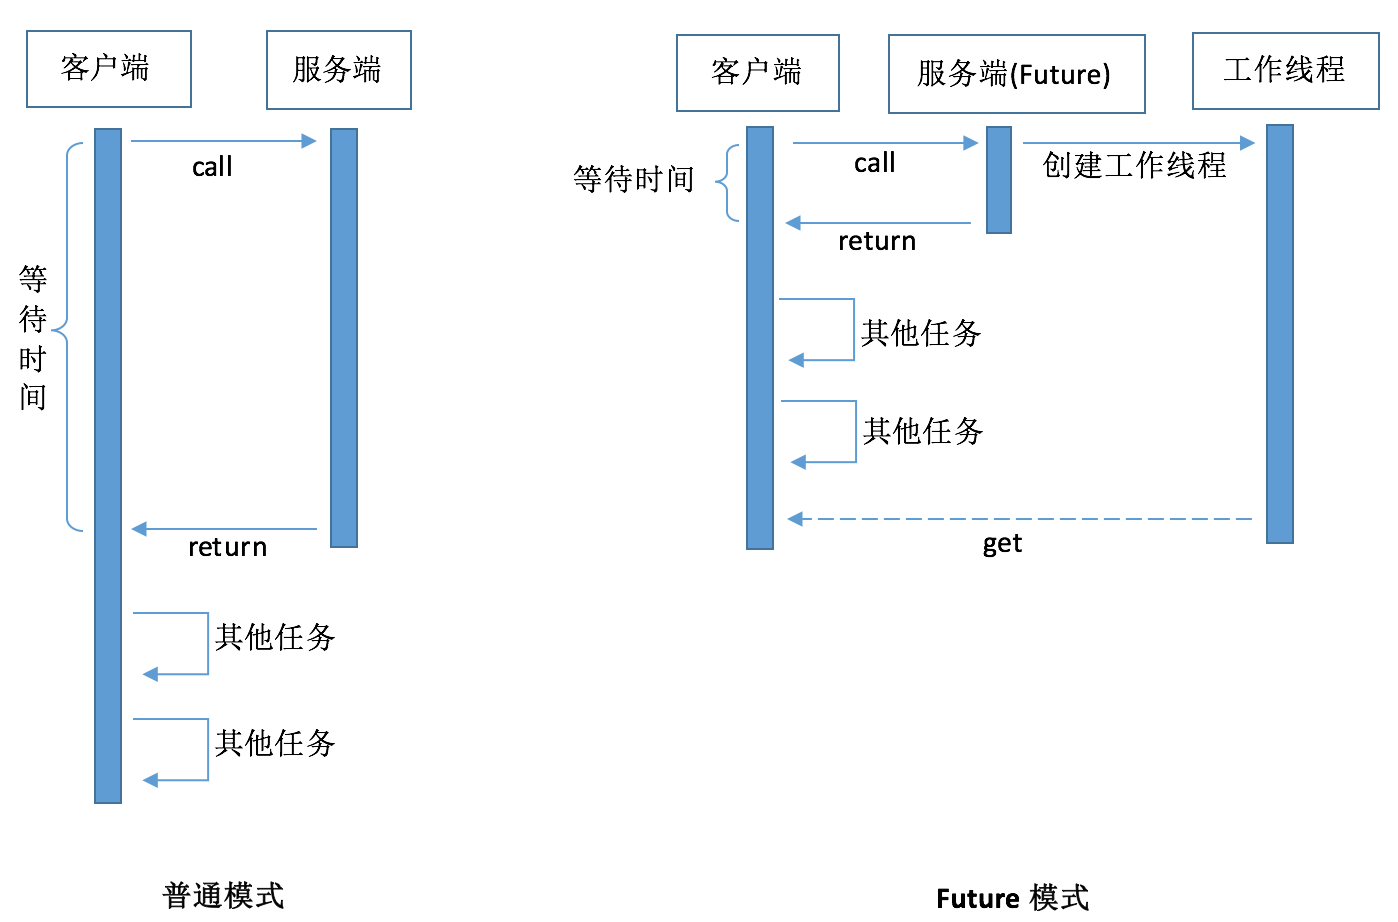 客户端
服务端
call
等待时间
return
其他任务
其他任务
普通模式
客户端
服务端(Future)
工作线程
call
创建工作线程
等待时间
return
其他任务
其他任务
get
Future 模式